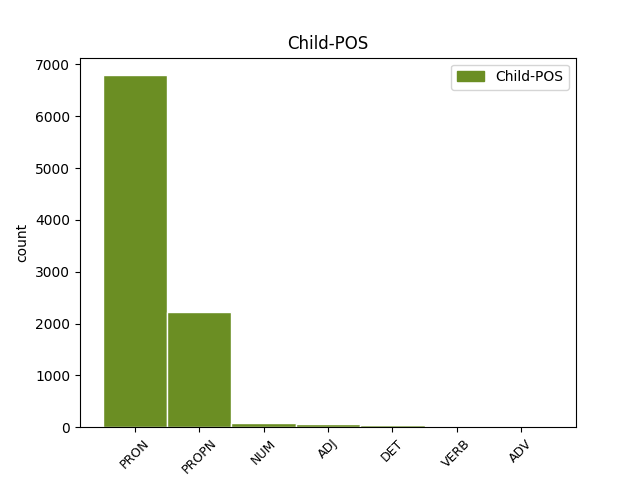 Child-POS
Child-POS
count
7000
6000
5000
4000
3000
2000
1000
0
PRON
PROPN
NUM
ADJ
DET
VERB
ADV